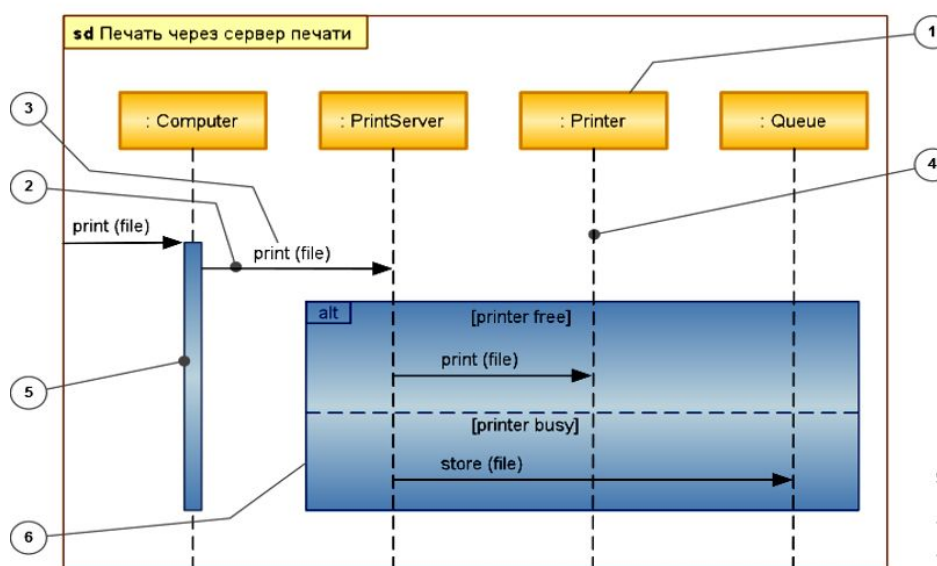 sd Печать через сервер печати
1
3
: Computer
: PrintServer
: Printer
: Queue
4
2
print (file)
print (file)
alt
[printer free]
print (file)
5
[printer busy]
store (file)
6